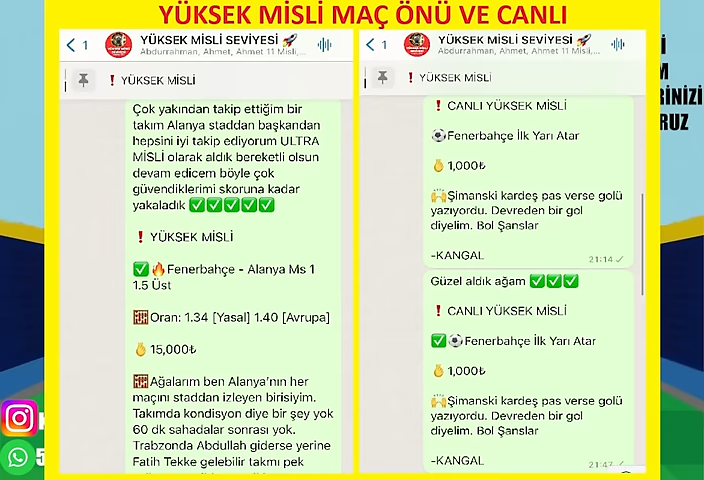 YÜKSEK MİSLİ MAÇ ÖNÜ VE CANLI
1
YÜKSEK MİSLİ SEVİYESİ 🚀
Abdurrahman, Ahmet, Ahmet 11 Misli,...
❗ YÜKSEK MİSLİ
Çok yakından takip ettiğim bir
takım Alanya staddan başkandan
hepsini iyi takip ediyorum ULTRA
MİSLİ olarak aldık bereketli olsun
devam edicem böyle çok
güvendiklerimi skoruna kadar
yakaladık ✅✅✅✅✅
❗ YÜKSEK MİSLİ
✅🔥Fenerbahçe - Alanya Ms 1
1.5 Üst
Oran: 1.34 [Yasal] 1.40 [Avrupa]
15,000₺
Ağalarım ben Alanya'nın her
maçını staddan izleyen birisiyim.
Takımda kondisyon diye bir şey yok
60 dk sahadalar sonrası yok.
Trabzonda Abdullah giderse yerine
Fatih Tekke gelebilir takmı pek
1
YÜKSEK MİSLİ SEVİYESİ 🚀
Abdurrahman, Ahmet, Ahmet 11 Misli,...
❗ YÜKSEK MİSLİ
❗ CANLI YÜKSEK MİSLİ
⚽Fenerbahçe İlk Yarı Atar
1,000₺
🙌Şimanski kardeş pas verse golü
yazıyordu. Devreden bir gol
diyelim. Bol Şanslar
-KANGAL
21:14
Güzel aldık ağam ✅✅✅
❗ CANLI YÜKSEK MİSLİ
✅⚽Fenerbahçe İlk Yarı Atar
1,000₺
🙌Şimanski kardeş pas verse golü
yazıyordu. Devreden bir gol
diyelim. Bol Şanslar
-KANGAL
21:47